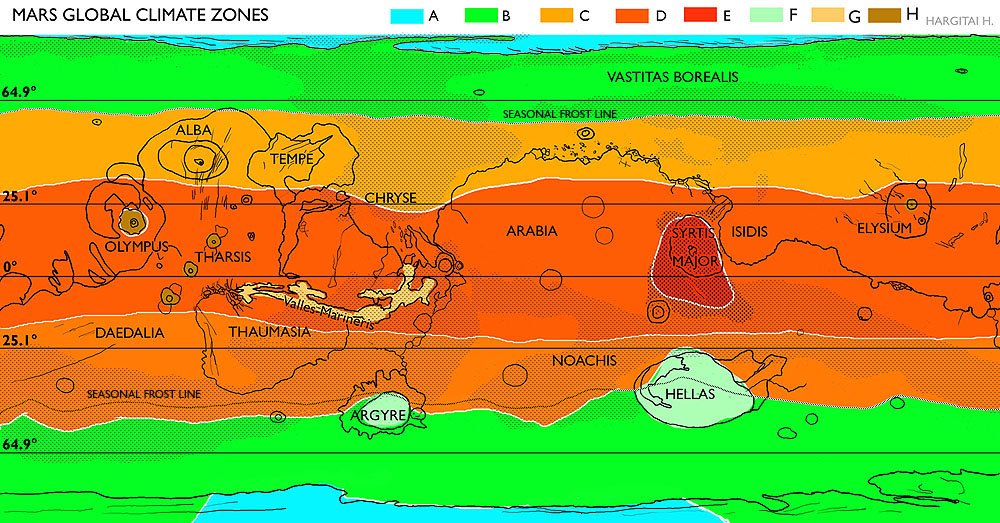 MARS GLOBAL CLIMATE ZONES A B C D E F G H HARGITAI H.
VASTITAS BOREALIS
64.9°
SEASONAL FROST LINE
ALBA
TEMPE
25.1°
CHRYSE
OLYMPUS
THARSIS
ARABIA
SYRTIS
MAJOR
ISIDIS
ELYSIUM
0°
Valles-Marineris
DAEDALIA
THAUMASIA
25.1°
NOACHIS
SEASONAL FROST LINE
HELLAS
ARGYRE
64.9°